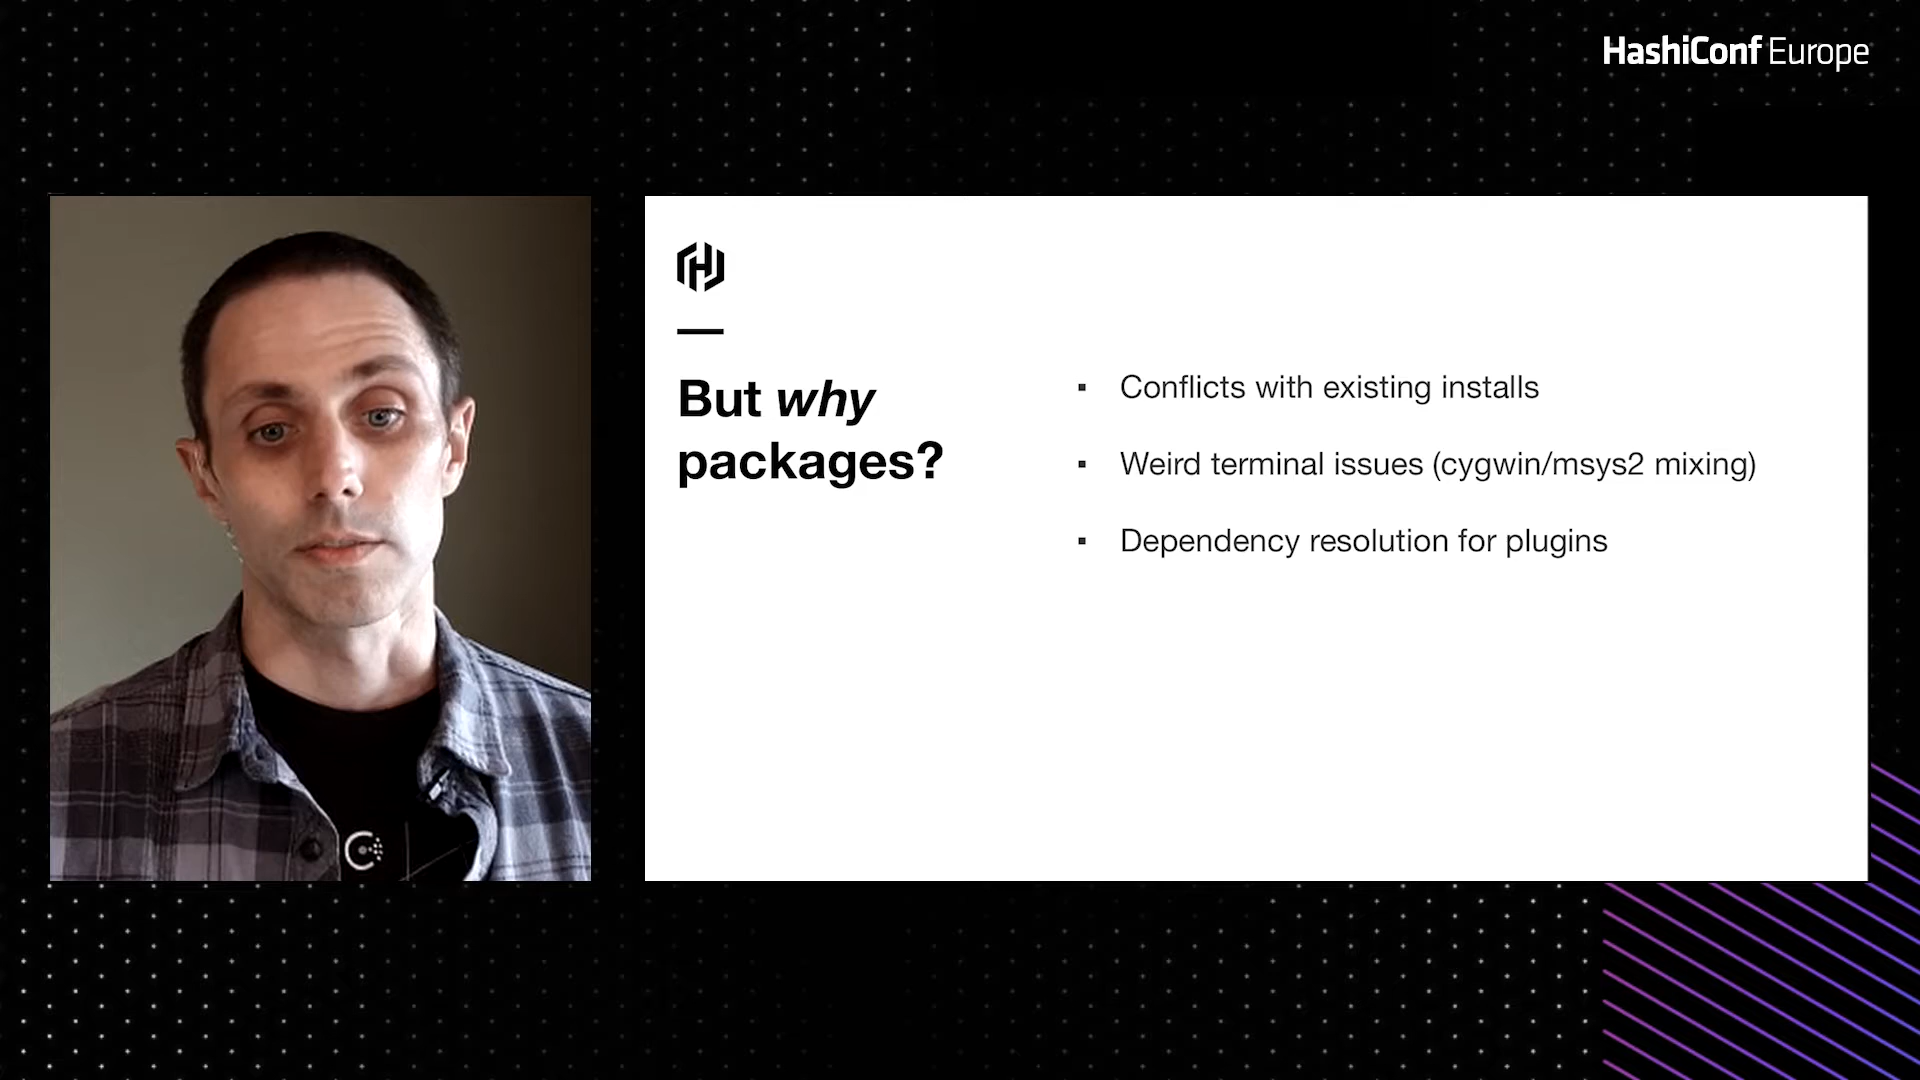 HashiConf Europe
But why
packages?
▪ Conflicts with existing installs
▪ Weird terminal issues (cygwin/msys2 mixing)
▪ Dependency resolution for plugins